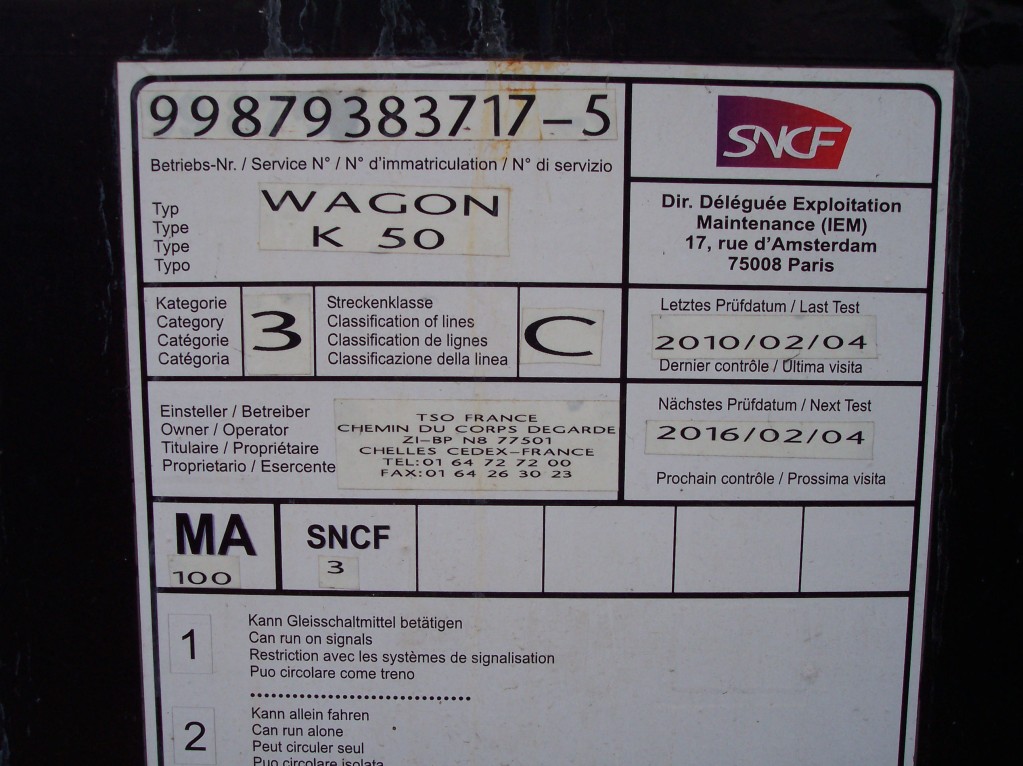 99879383717-5
Betriebs-Nr. / Service N° / N° d'immatriculation / N° di servizio
Typ
Type
Type
Typo
WAGON
K 50
SNCF
Dir. Déléguée Exploitation
Maintenance (IEM)
17, rue d'Amsterdam
75008 Paris
Kategorie
Category
Catégorie
Catégoria
3
Streckenklasse
Classification of lines
Classification de lignes
Classificazione della linea
C
Letztes Prüfdatum / Last Test
2010/02/04
Dernier contrôle / Ultima visita
Einsteller / Betreiber
Owner / Operator
Titulaire / Propriétaire
Proprietario / Esercente
TSO FRANCE
CHEMIN DU CORPS DEGARDE
ZI-BP N8 77501
CHELLES CEDEX-FRANCE
TEL:01 64 72 72 00
FAX:01 64 26 30 23
Nächstes Prüfdatum / Next Test
2016/02/04
Prochain contrôle / Prossima visita
MA
100
SNCF
3
1
Kann Gleisschaltmittel betätigen
Can run on signals
Restriction avec les systèmes de signalisation
Puo circolare come treno
2
Kann allein fahren
Can run alone
Peut circuler seul
Puo circolare isolata